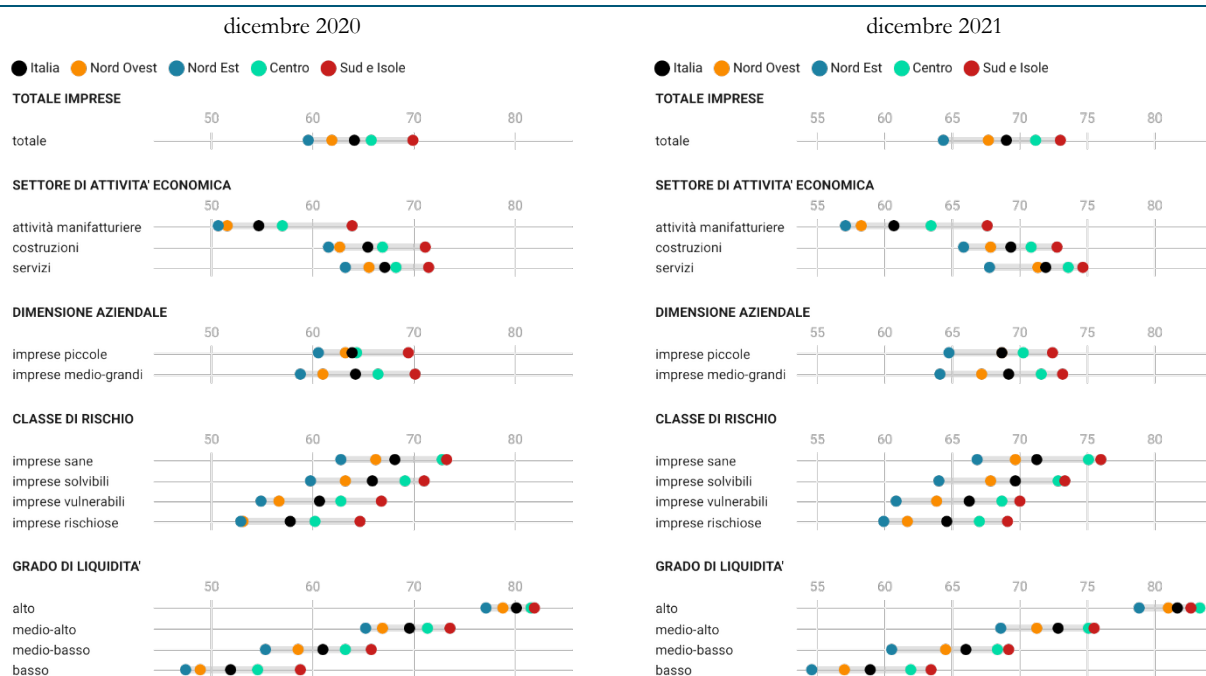 dicembre 2020
Italia Nord Ovest Nord Est Centro Sud e Isole
TOTALE IMPRESE
50 60 70 80
totale
SETTORE DI ATTIVITA' ECONOMICA
50 60 70 80
attività manifatturiere
costruzioni
servizi
DIMENSIONE AZIENDALE
50 60 70 80
imprese piccole
imprese medio-grandi
CLASSE DI RISCHIO
50 60 70 80
imprese sane
imprese solvibili
imprese vulnerabili
imprese rischiose
GRADO DI LIQUIDITA'
50 60 70 80
alto
medio-alto
medio-basso
basso
dicembre 2021
Italia Nord Ovest Nord Est Centro Sud e Isole
TOTALE IMPRESE
55 60 65 70 75 80
totale
SETTORE DI ATTIVITA' ECONOMICA
55 60 65 70 75 80
attività manifatturiere
costruzioni
servizi
DIMENSIONE AZIENDALE
55 60 65 70 75 80
imprese piccole
imprese medio-grandi
CLASSE DI RISCHIO
55 60 65 70 75 80
imprese sane
imprese solvibili
imprese vulnerabili
imprese rischiose
GRADO DI LIQUIDITA'
55 60 65 70 75 80
alto
medio-alto
medio-basso
basso